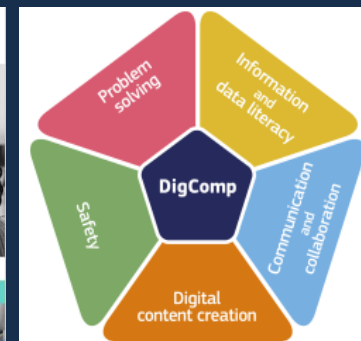 Problem
solving
Information
and
data literacy
DigComp
Safety
Communication
and
collaboration
Digital
content creation